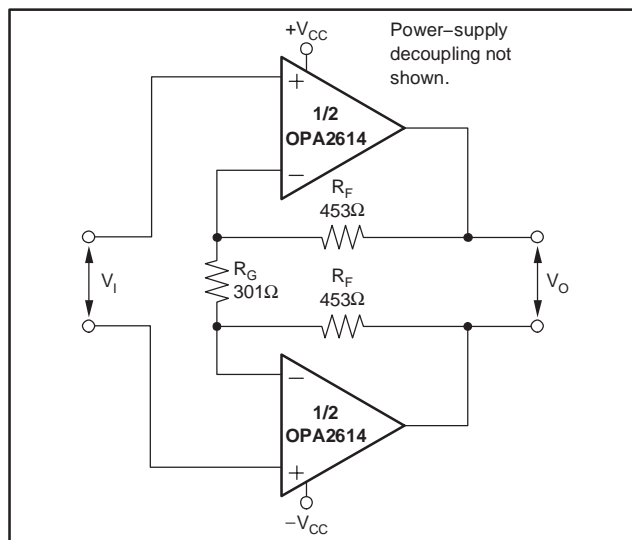 +VCC
Power–supply
decoupling not
shown.
+
1/2
OPA2614
−
RF
453Ω
VI
RG
301Ω
RF
453Ω
VO
−
1/2
OPA2614
+
−VCC